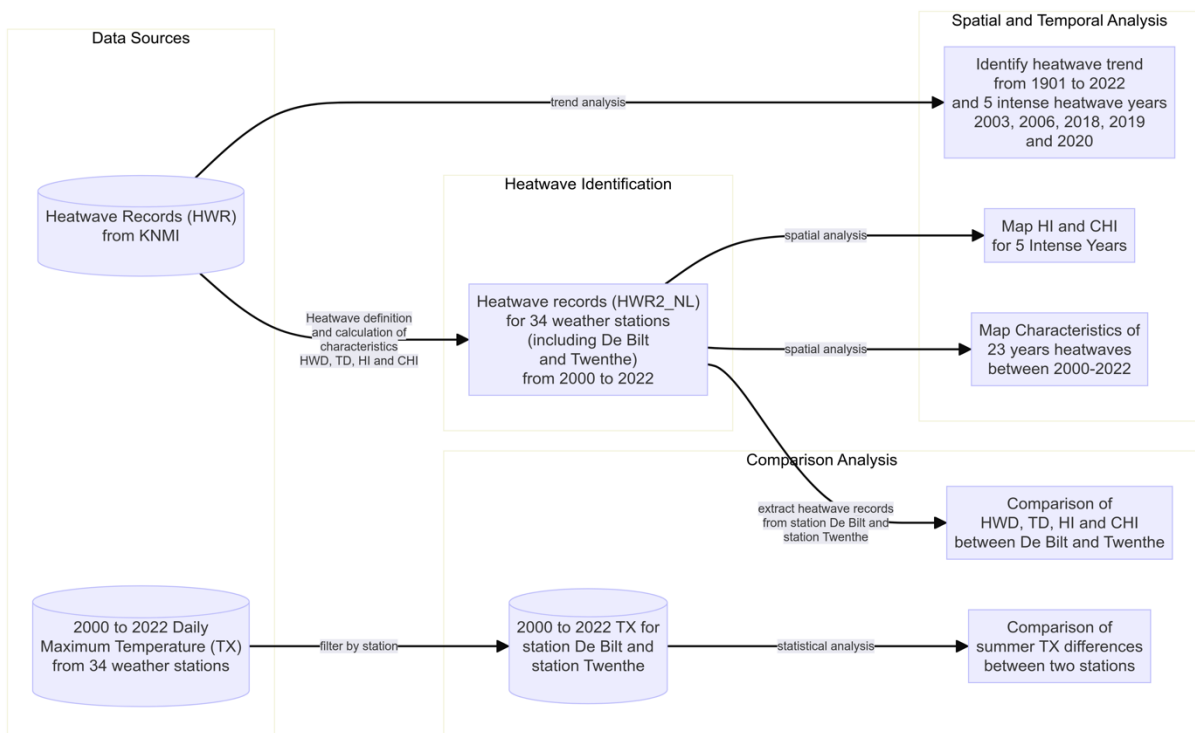 Data Sources
Spatial and Temporal Analysis
Identify heatwave trend
from 1901 to 2022
and 5 intense heatwave years
2003, 2006, 2018, 2019
and 2020
trend analysis
Heatwave Records (HWR)
from KNMI
Heatwave Identification
spatial analysis
Map HI and CHI
for 5 Intense Years
Heatwave definition
and calculation of
characteristics
HWD, TD, HI and CHI
Heatwave records (HWR2_NL)
for 34 weather stations
(including De Bilt
and Twenthe)
from 2000 to 2022
spatial analysis
Map Characteristics of
23 years heatwaves
between 2000-2022
Comparison Analysis
extract heatwave records
from station De Bilt and
station Twenthe
Comparison of
HWD, TD, HI and CHI
between De Bilt and Twenthe
2000 to 2022 Daily
Maximum Temperature (TX)
from 34 weather stations
filter by station
2000 to 2022 TX for
station De Bilt and
station Twenthe
statistical analysis
Comparison of
summer TX differences
between two stations